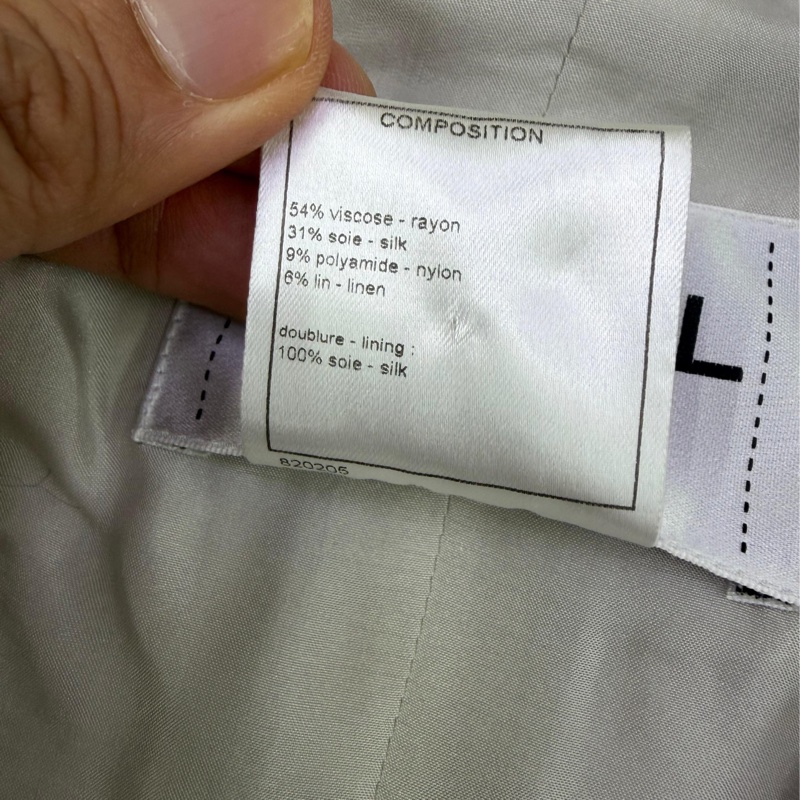 COMPOSITION
54% viscose - rayon
31% soie - silk
9% polyamide - nylon
6% lin - linen
doublure - lining :
100% soie - silk
820205
L